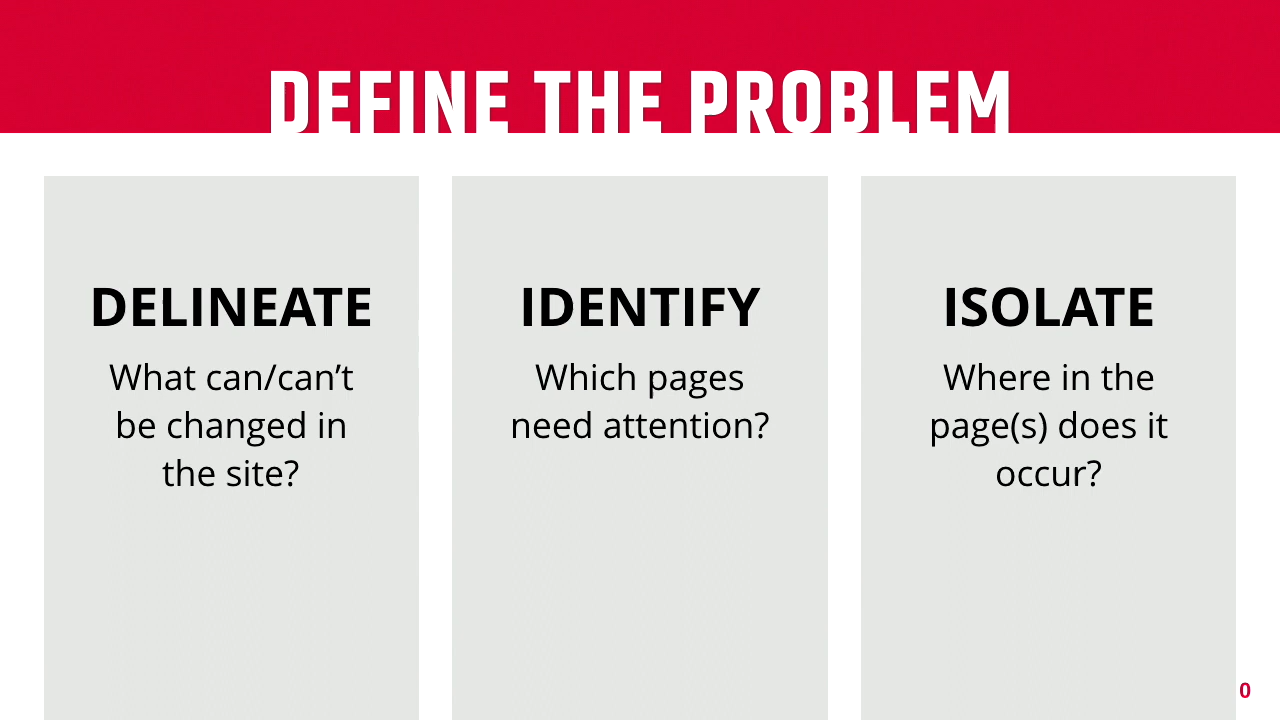 DEFINE THE PROBLEM
DELINEATE
What can/can’t
be changed in
the site?
IDENTIFY
Which pages
need attention?
ISOLATE
Where in the
page(s) does it
occur?
0